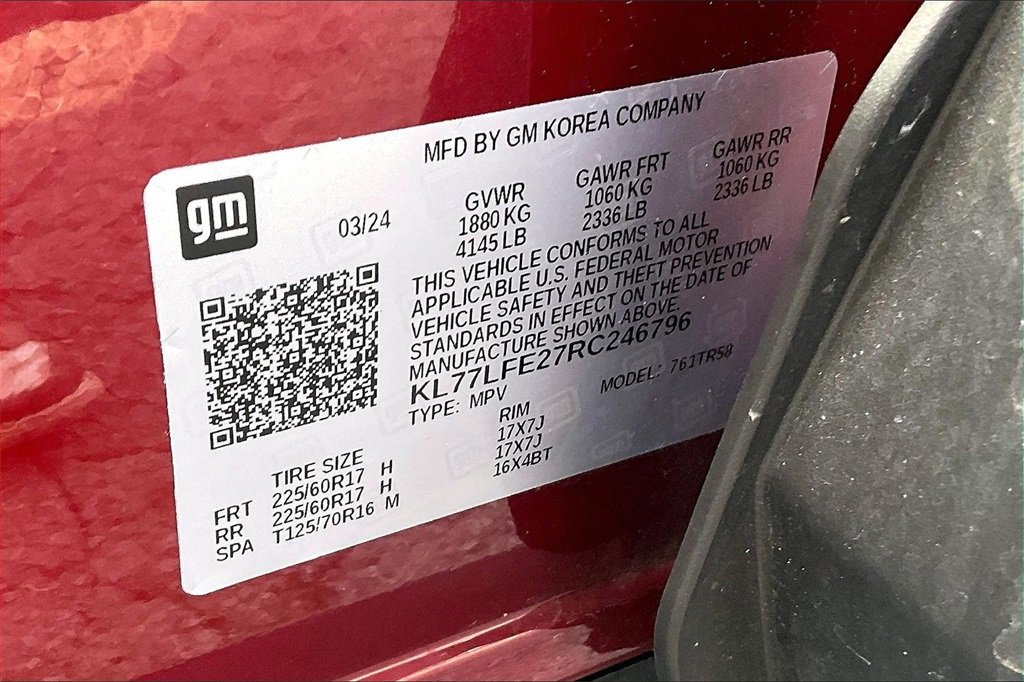 MFD BY GM KOREA COMPANY
gm
03/24
GVWR GAWR FRT GAWR RR
1880 KG 1060 KG 1060 KG
4145 LB 2336 LB 2336 LB
THIS VEHICLE CONFORMS TO ALL
APPLICABLE U.S. FEDERAL MOTOR
VEHICLE SAFETY AND THEFT PREVENTION
STANDARDS IN EFFECT ON THE DATE OF
MANUFACTURE SHOWN ABOVE.
KL77LFE27RC246796
TYPE: MPV MODEL: 761TR58
TIRE SIZE RIM
FRT 225/60R17 H 17X7J
RR 225/60R17 H 17X7J
SPA T125/70R16 M 16X4BT